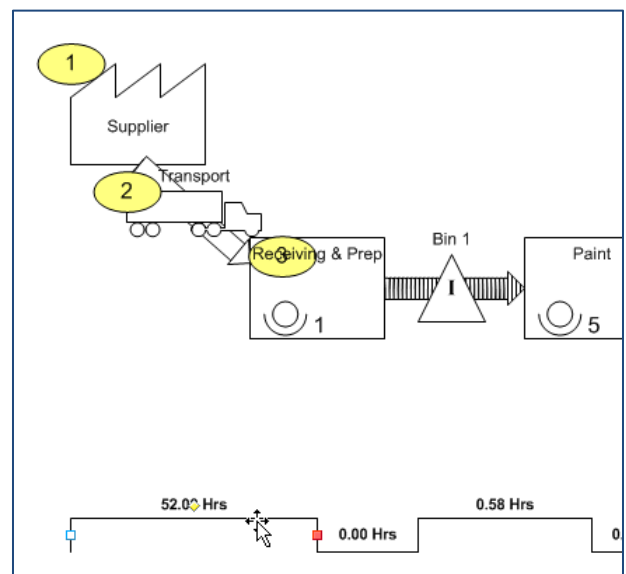 1
Supplier
Transport
2
3
Receiving & Prep
Bin 1
Paint
I
1
5
52.00 Hrs
0.58 Hrs
0.00 Hrs
0.